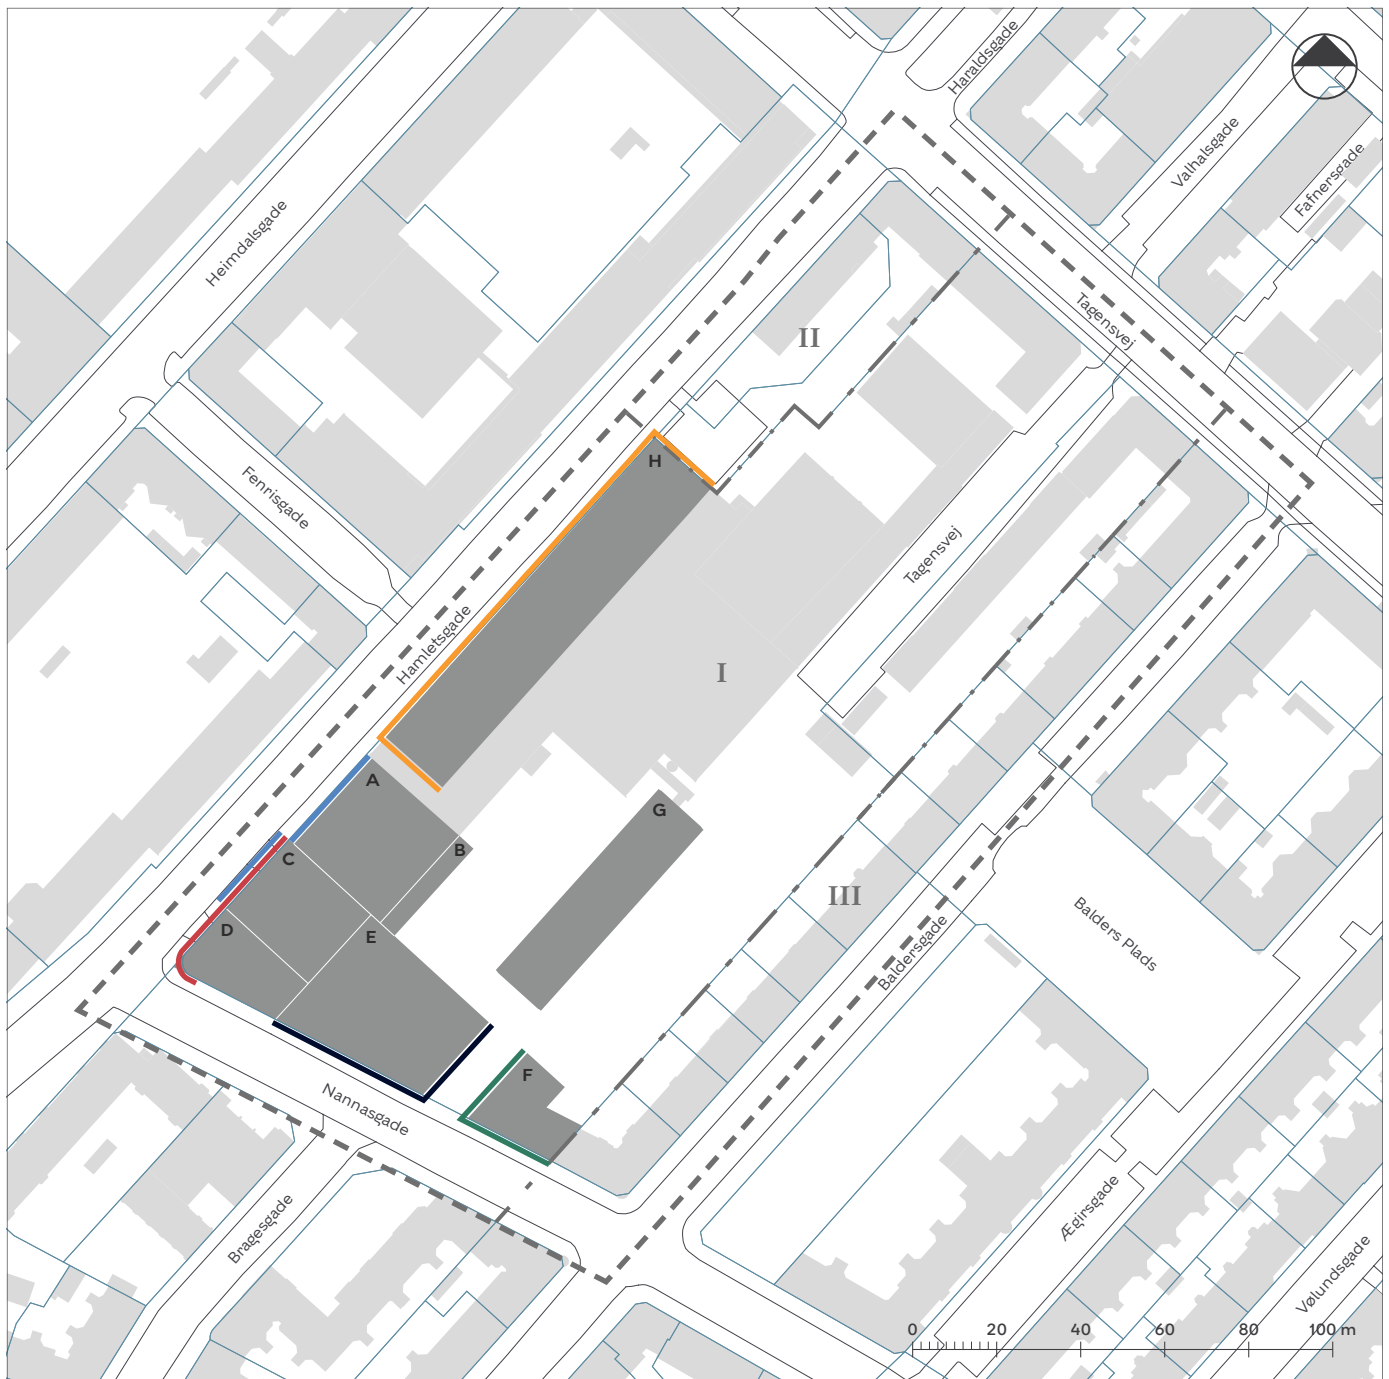 Haraldsgade
Valhalsgade
Fafnersgade
Heimdalsgade
Tagensvej
II
H
Fenrisgade
Tagensvej
Hamletsgade
I
A
G
B
C
III
D
E
Balders Plads
Baldersgade
F
Nannasgade
Bragesgade
Ægirsgade
Vølundsgade
0 20 40 60 80 100 m